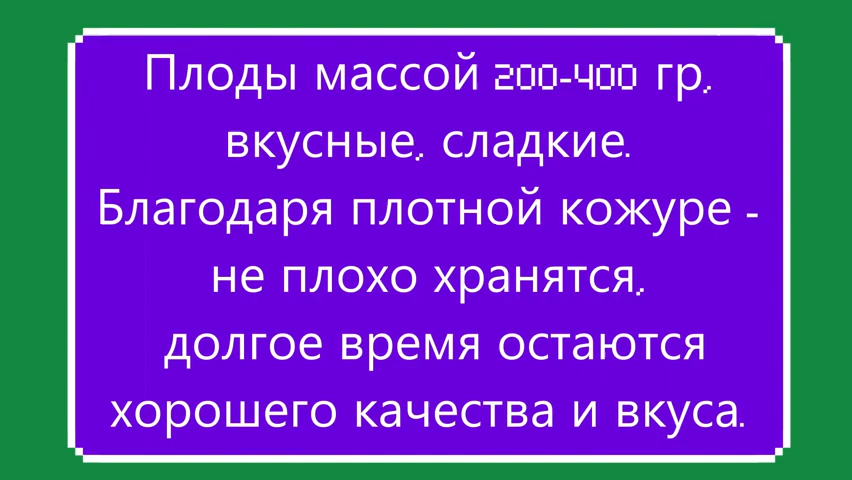 Плоды массой 200-400 гр,
вкусные, сладкие.
Благодаря плотной кожуре -
не плохо хранятся,
долгое время остаются
хорошего качества и вкуса.